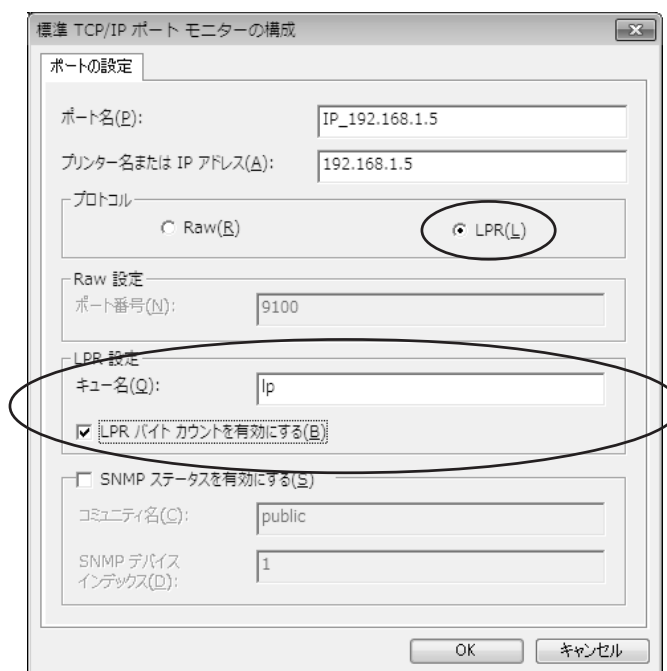 標準 TCP/IP ポート モニターの構成
ポートの設定
ポート名(P): IP_192.168.1.5
プリンター名または IP アドレス(A): 192.168.1.5
プロトコル
Raw(R) LPR(L)
Raw 設定
ポート番号(N): 9100
LPR 設定
キュー名(Q): lp
LPR バイト カウントを有効にする(B)
SNMP ステータスを有効にする(S)
コミュニティ名(C): public
SNMP デバイス
インデックス(D): 1
OK キャンセル